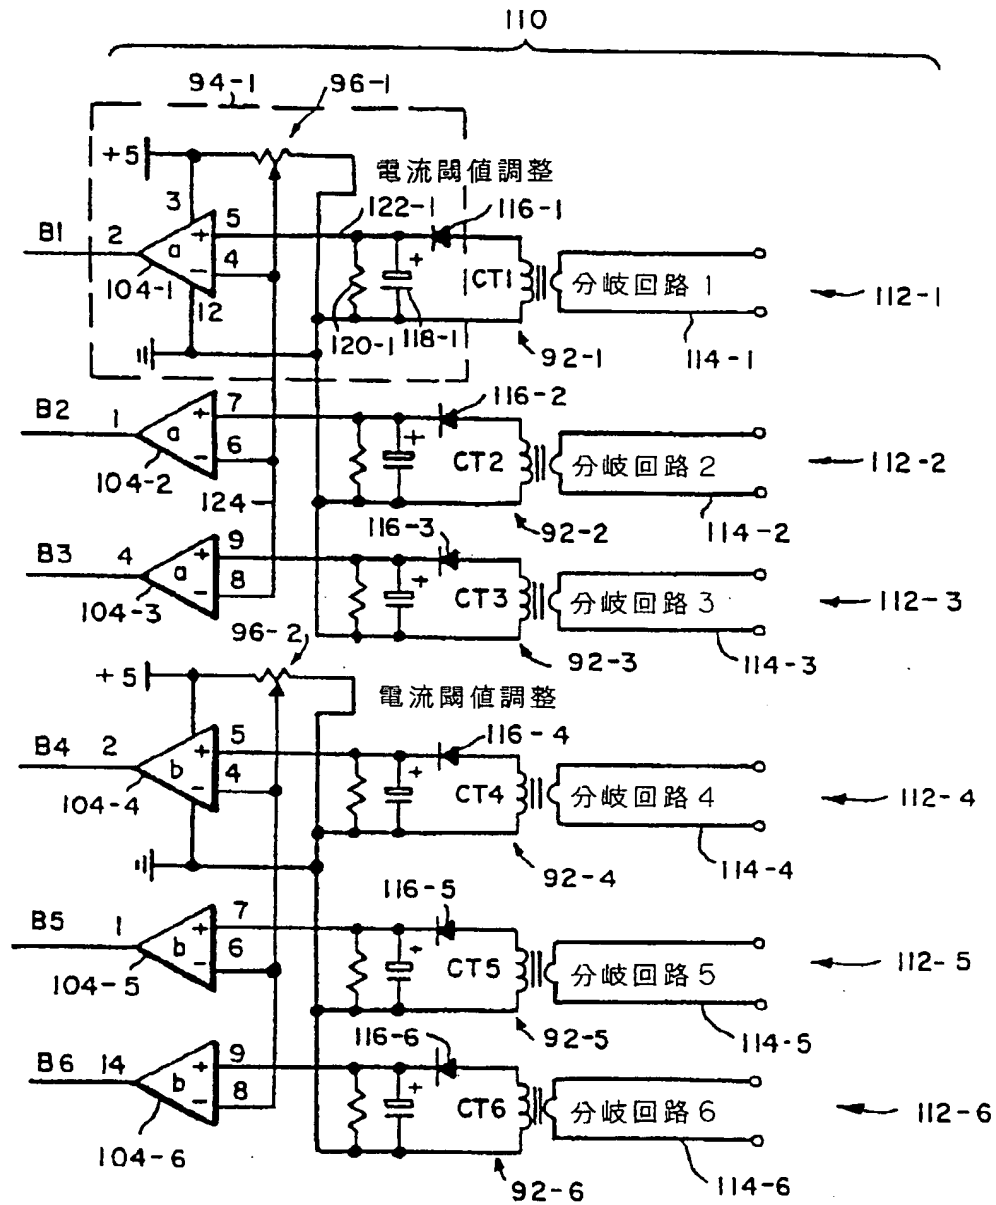 110
94-1 96-1
+5
電流閾値調整
3
122-1 116-1
B1 2 a + 5
- 4
104-1
12
CT1 分岐回路1 112-1
120-1 118-1
92-1 114-1
116-2
B2 1 a + 7
- 6
104-2
+
CT2 分岐回路2 112-2
124
116-3 92-2 114-2
B3 4 a + 9
- 8
104-3
+
CT3 分岐回路3 112-3
96-2
92-3 114-3
+5
電流閾値調整
116-4
B4 2 b + 5
- 4
104-4
+
CT4 分岐回路4 112-4
92-4 114-4
116-5
B5 1 b + 7
- 6
104-5
+
CT5 分岐回路5 112-5
116-6 92-5 114-5
B6 14 b + 9
- 8
104-6
+
CT6 分岐回路6 112-6
92-6 114-6